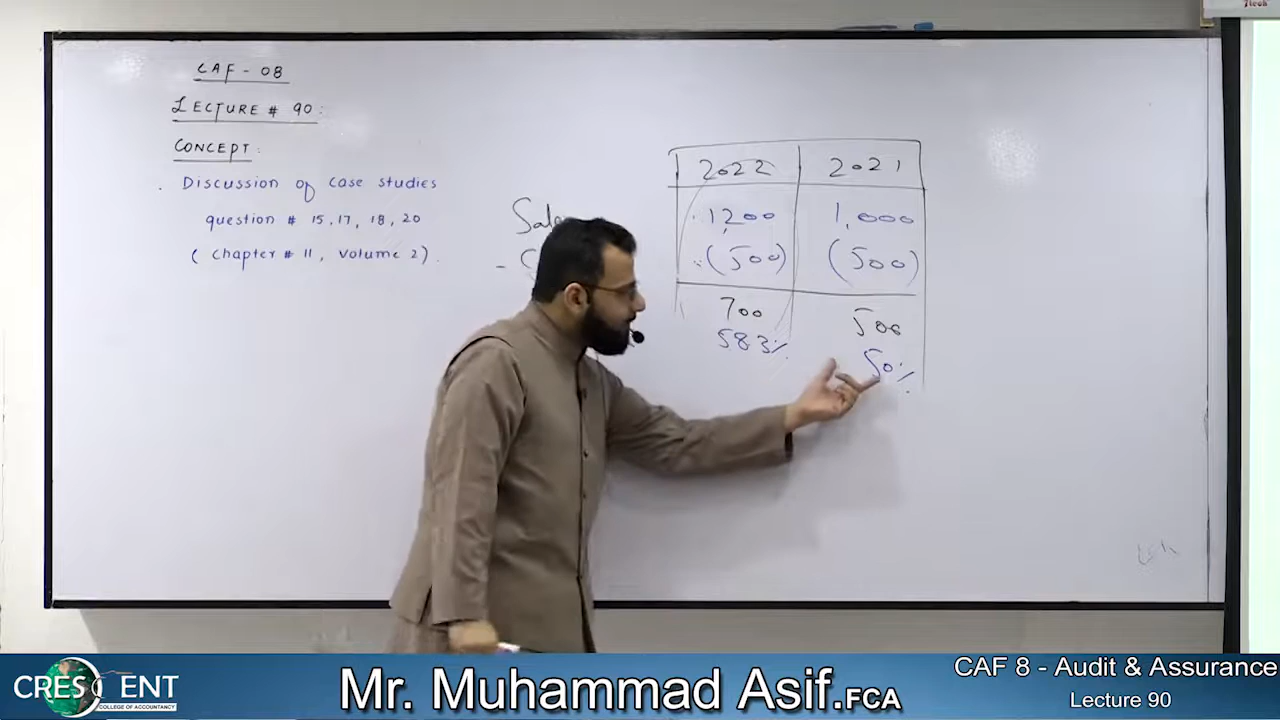 CAF - 08
LECTURE # 90:
CONCEPT:
. Discussion of case studies
question # 15, 17, 18, 20
( Chapter # 11, Volume 2).
2022 2021
1,200 1,000
- (500) (500)
700 500
58.3% 50%
CRESCENT
COLLEGE OF ACCOUNTANCY
Mr. Muhammad Asif.FCA
CAF 8 - Audit & Assurance
Lecture 90